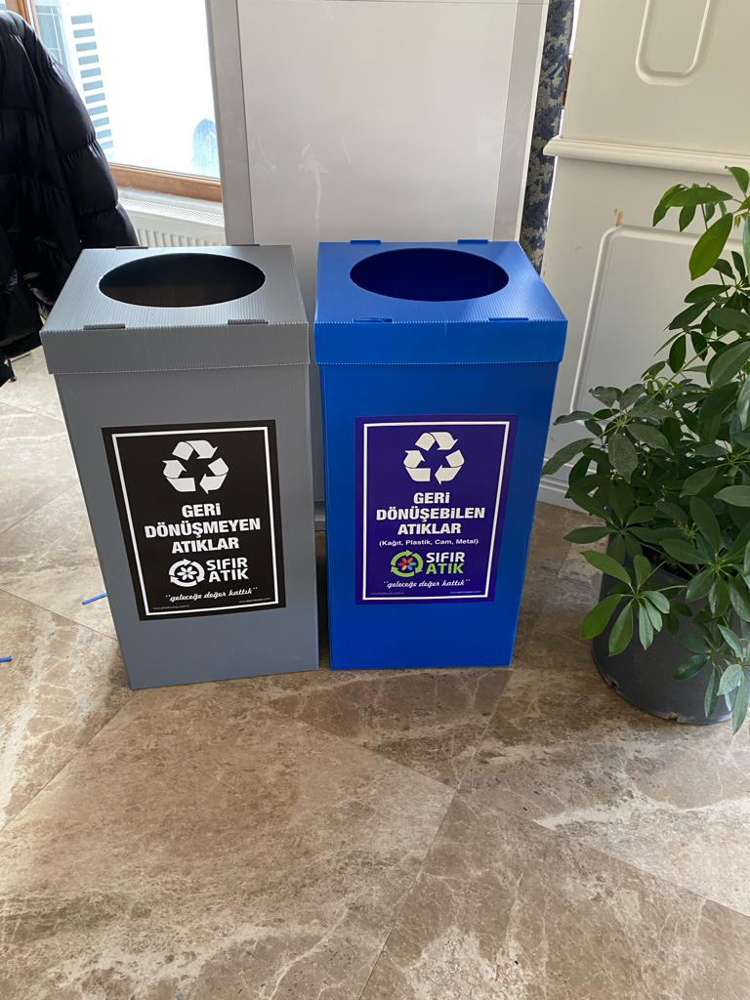 GERİ
DÖNÜŞMEYEN
ATIKLAR
SIFIR
ATIK
"geleceğe değer kattık"
GERİ
DÖNÜŞEBİLEN
ATIKLAR
(Kağıt, Plastik, Cam, Metal)
SIFIR
ATIK
"geleceğe değer kattık"